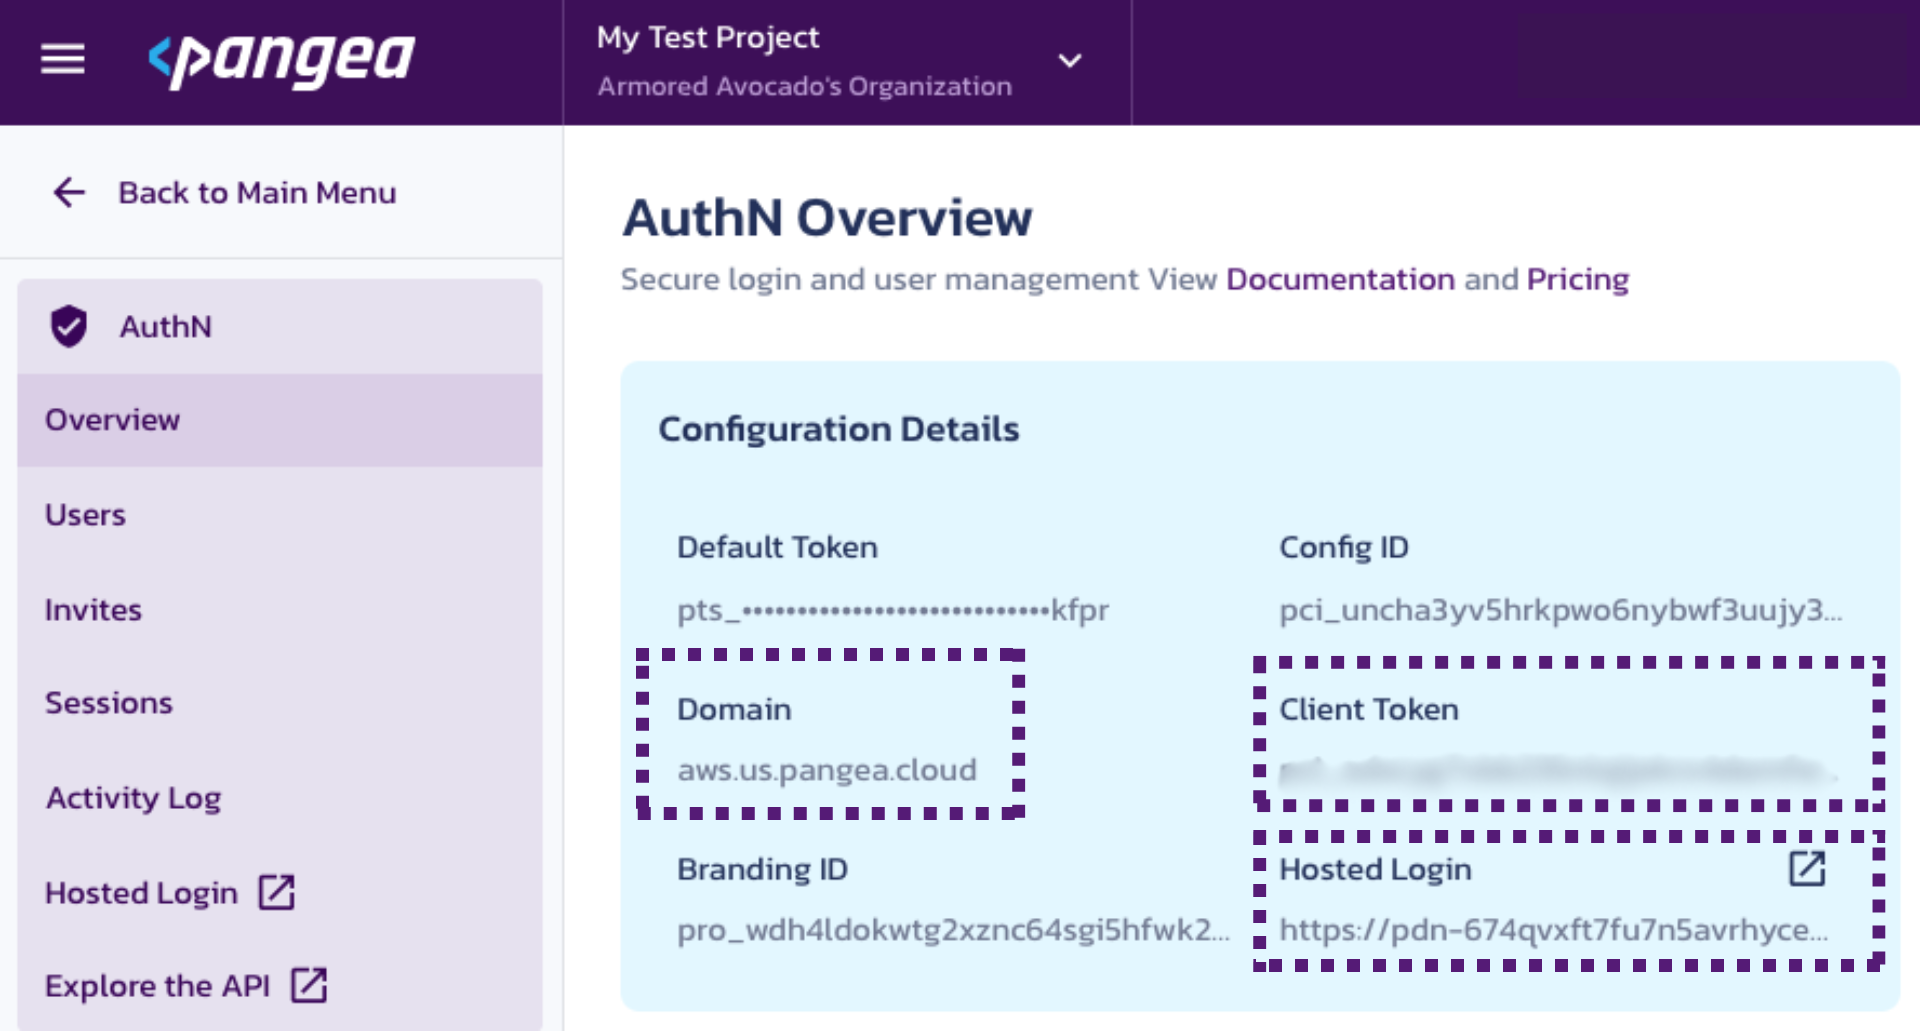 <pangea
My Test Project
Armored Avocado's Organization
Back to Main Menu
AuthN
Overview
Users
Invites
Sessions
Activity Log
Hosted Login
Explore the API
AuthN Overview
Secure login and user management View Documentation and Pricing
Configuration Details
Default Token
pts_••••••••••••••••••••••••••••kfpr
Config ID
pci_uncha3yv5hrkpwo6nybwf3uujy3...
Domain
aws.us.pangea.cloud
Client Token
Branding ID
pro_wdh4ldokwtg2xznc64sgi5hfwk2...
Hosted Login
https://pdn-674qvxft7fu7n5avrhyce...